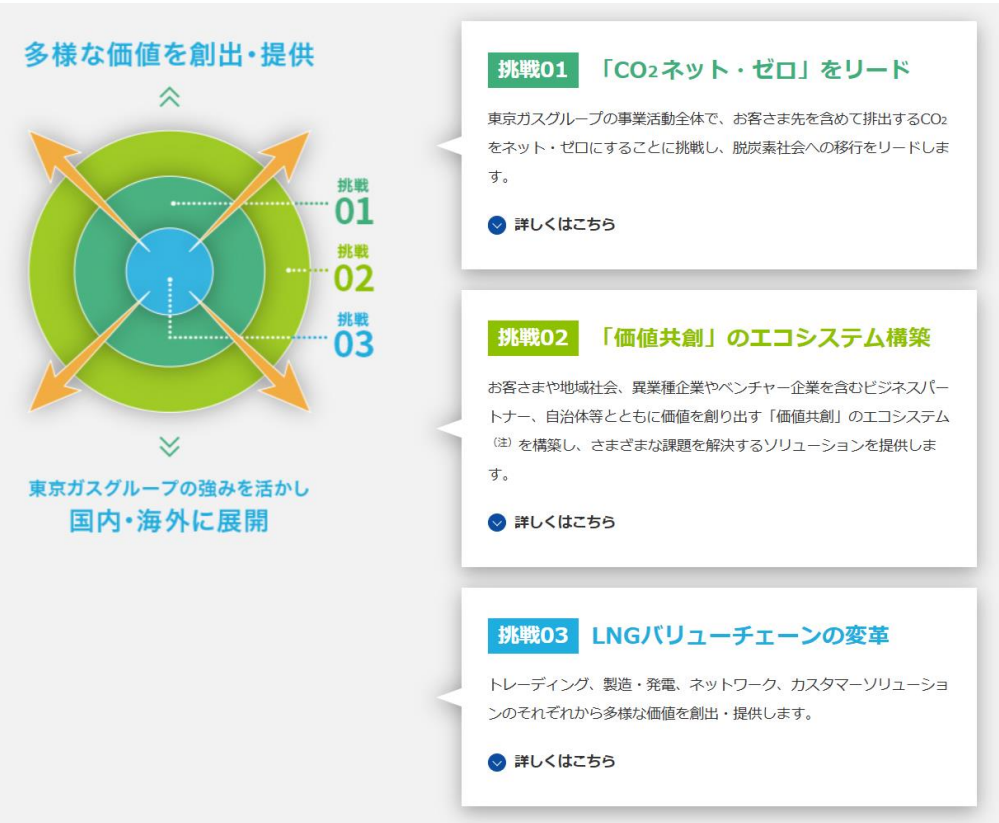 多様な価値を創出・提供
挑戦
01
挑戦
02
挑戦
03
東京ガスグループの強みを活かし
国内・海外に展開
挑戦01 「CO₂ネット・ゼロ」をリード
東京ガスグループの事業活動全体で、お客さま先を含めて排出するCO₂
をネット・ゼロにすることに挑戦し、脱炭素社会への移行をリードしま
す。
詳しくはこちら
挑戦02 「価値共創」のエコシステム構築
お客さまや地域社会、異業種企業やベンチャー企業を含むビジネスパー
トナー、自治体等とともに価値を創り出す「価値共創」のエコシステム
（注）を構築し、さまざまな課題を解決するソリューションを提供しま
す。
詳しくはこちら
挑戦03 LNGバリューチェーンの変革
トレーディング、製造・発電、ネットワーク、カスタマーソリューショ
ンのそれぞれから多様な価値を創出・提供します。
詳しくはこちら